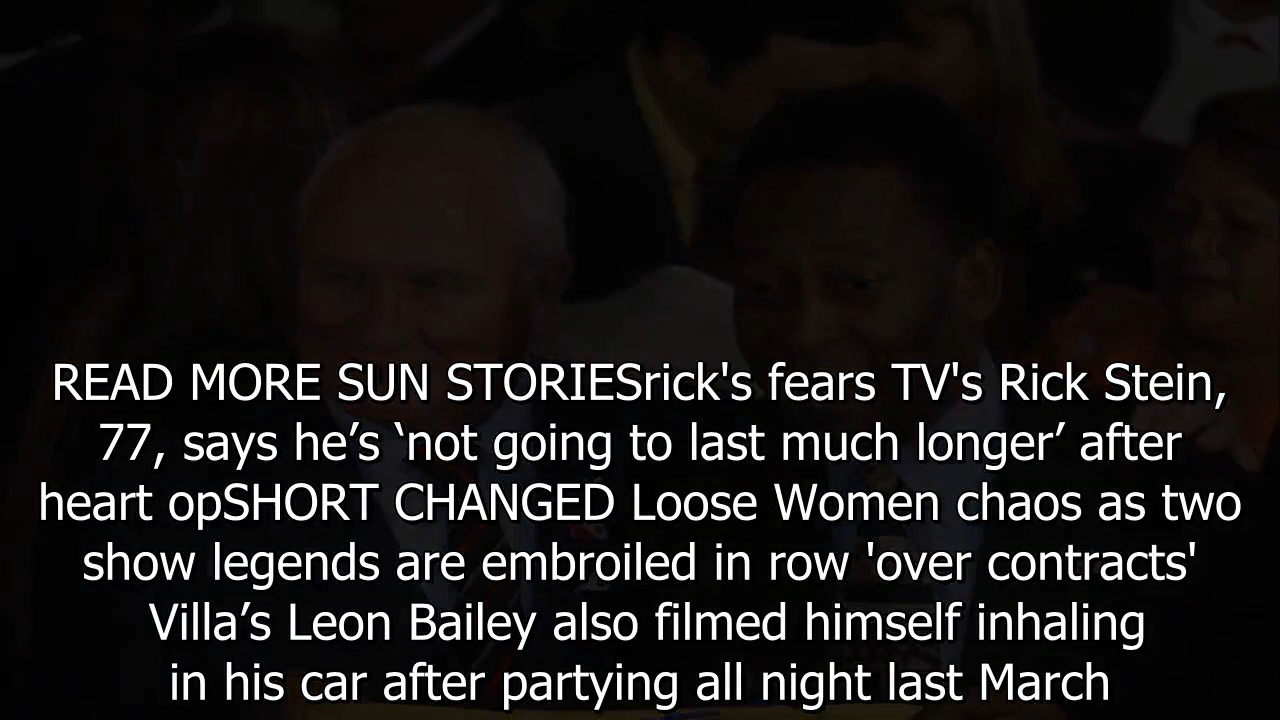 READ MORE SUN STORIESrick's fears TV's Rick Stein,
77, says he’s ‘not going to last much longer’ after
heart opSHORT CHANGED Loose Women chaos as two
show legends are embroiled in row 'over contracts'
Villa’s Leon Bailey also filmed himself inhaling
in his car after partying all night last March